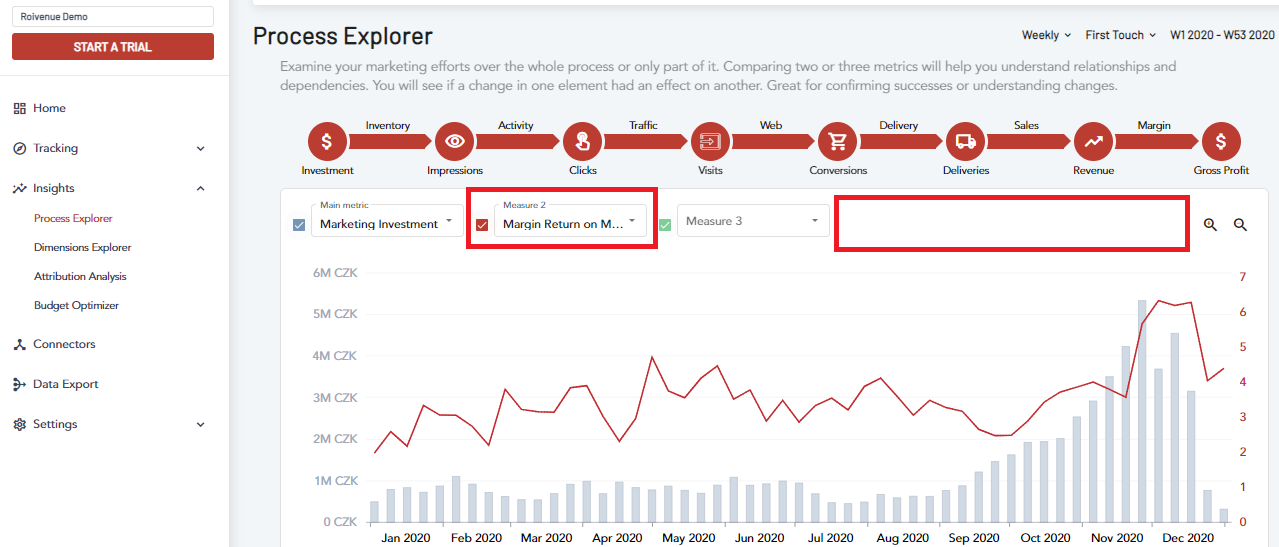 Roivenue Demo
START A TRIAL
Home
Tracking
Insights
Process Explorer
Dimensions Explorer
Attribution Analysis
Budget Optimizer
Connectors
Data Export
Settings
Process Explorer
Weekly First Touch W1 2020 - W53 2020
Examine your marketing efforts over the whole process or only part of it. Comparing two or three metrics will help you understand relationships and
dependencies. You will see if a change in one element had an effect on another. Great for confirming successes or understanding changes.
Inventory Activity Traffic Web Delivery Sales Margin
Investment Impressions Clicks Visits Conversions Deliveries Revenue Gross Profit
Main metric
Marketing Investment
Measure 2
Margin Return on M...
Measure 3
6M CZK
5M CZK
4M CZK
3M CZK
2M CZK
1M CZK
0 CZK
7
6
5
4
3
2
1
0
Jan 2020 Feb 2020 Mar 2020 Apr 2020 May 2020 Jun 2020 Jul 2020 Aug 2020 Sep 2020 Oct 2020 Nov 2020 Dec 2020